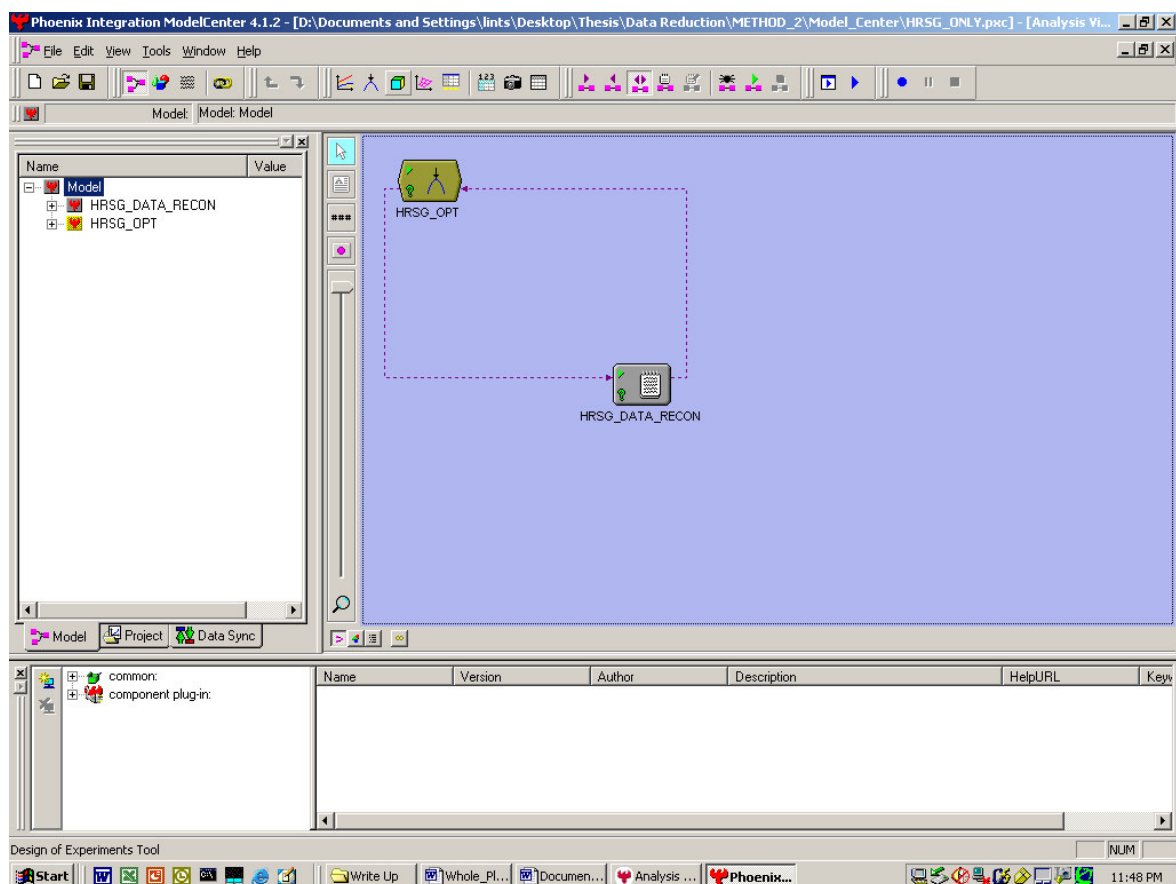 Phoenix Integration ModelCenter 4.1.2 - [D:\Documents and Settings\lints\Desktop\Thesis\Data Reduction\METHOD_2\Model_Center\HRSG_ONLY.pxc] - [Analysis Vi...
File Edit View Tools Window Help
Model: Model: Model
Name Value
Model
HRSG_DATA_RECON
HRSG_OPT
HRSG_OPT
HRSG_DATA_RECON
Model Project Data Sync
common:
component plug-in:
Name Version Author Description HelpURL Keyw
Design of Experiments Tool
NUM
Start Write Up Whole_Pl... Documen... Analysis ... Phoenix... 11:48 PM